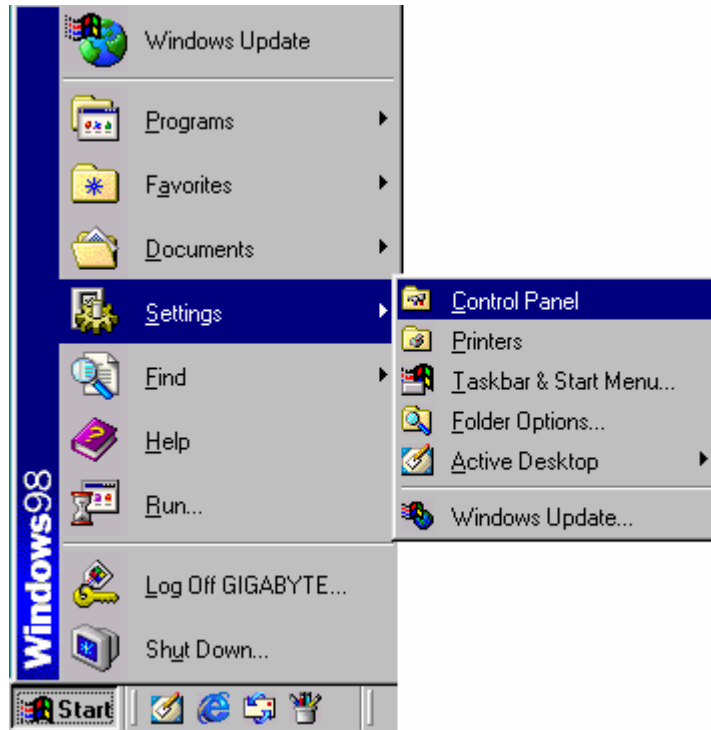 Windows Update
Programs
Favorites
Documents
Settings
Find
Help
Run...
Log Off GIGABYTE...
Shut Down...
Control Panel
Printers
Taskbar & Start Menu...
Folder Options...
Active Desktop
Windows Update...
Windows98
Start